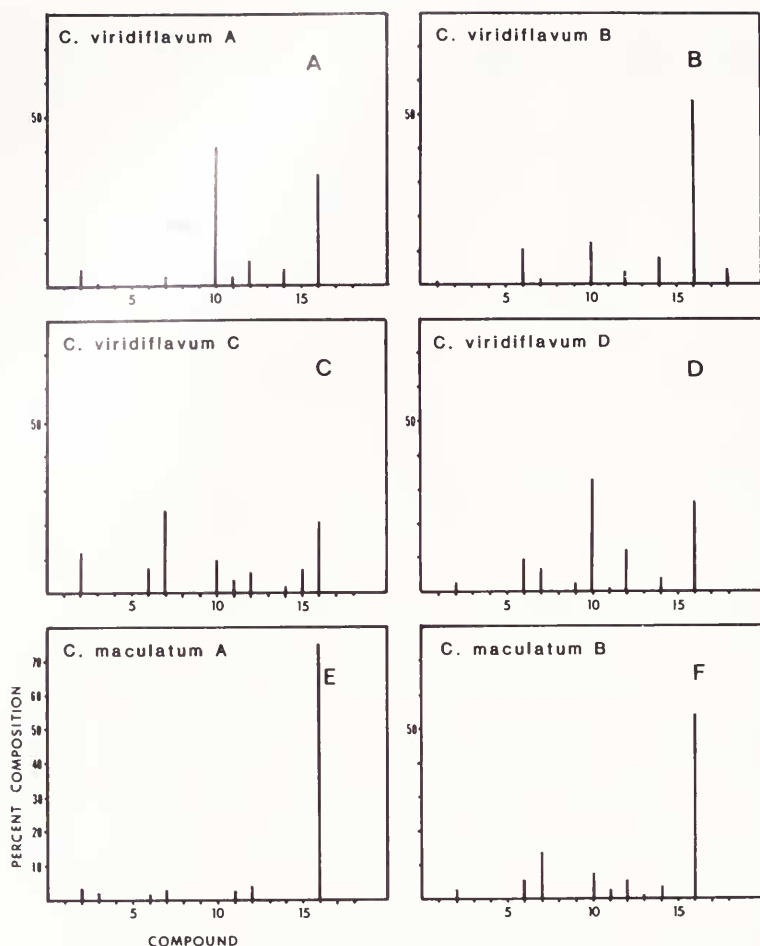 C. viridiflavum A
A
50
5 10 15
C. viridiflavum B
B
50
5 10 15
C. viridiflavum C
C
50
5 10 15
C. viridiflavum D
D
50
5 10 15
C. maculatum A
E
70
60
50
40
30
20
10
PERCENT COMPOSITION
5 10 15
COMPOUND
C. maculatum B
F
50
5 10 15